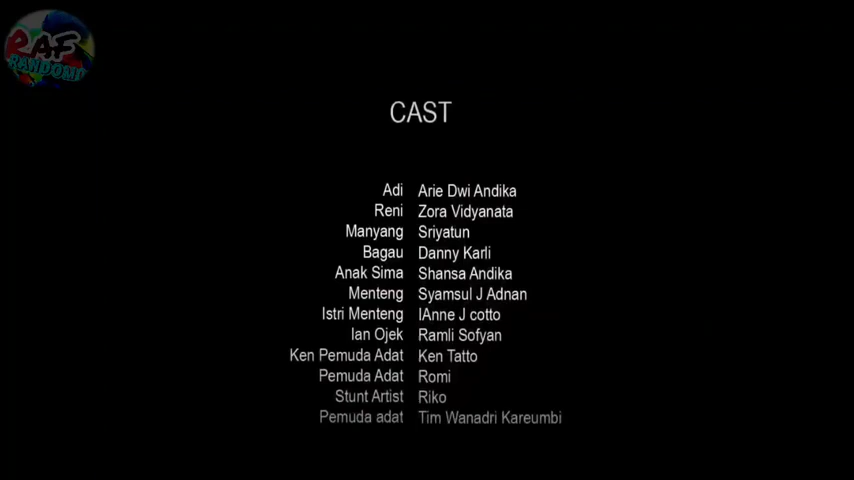 RAF
RANDOMI
CAST
Adi Arie Dwi Andika
Reni Zora Vidyanata
Manyang Sriyatun
Bagau Danny Karli
Anak Sima Shansa Andika
Menteng Syamsul J Adnan
Istri Menteng IAnne J cotto
Ian Ojek Ramli Sofyan
Ken Pemuda Adat Ken Tatto
Pemuda Adat Romi
Stunt Artist Riko
Pemuda adat Tim Wanadri Kareumbi